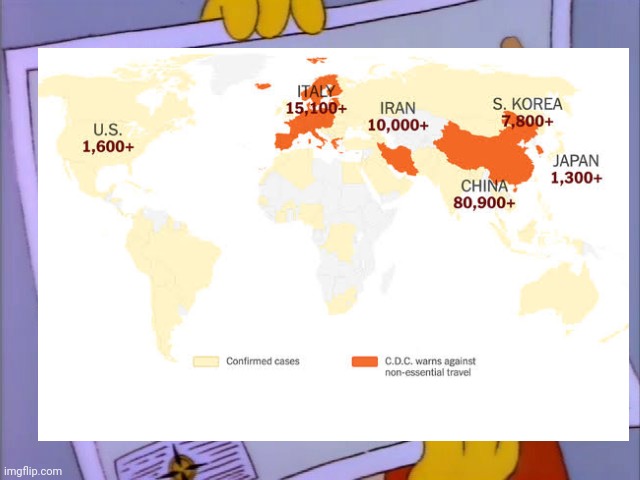 ITALY
15,100+
IRAN
10,000+
S. KOREA
7,800+
U.S.
1,600+
JAPAN
1,300+
CHINA
80,900+
Confirmed cases
C.D.C. warns against
non-essential travel
imgflip.com